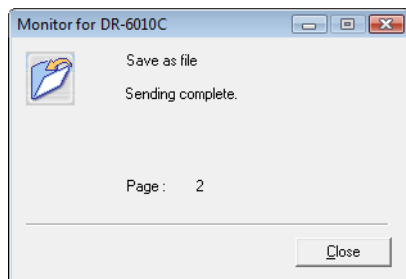 Monitor for DR-6010C
Save as file
Sending complete.
Page : 2
Close